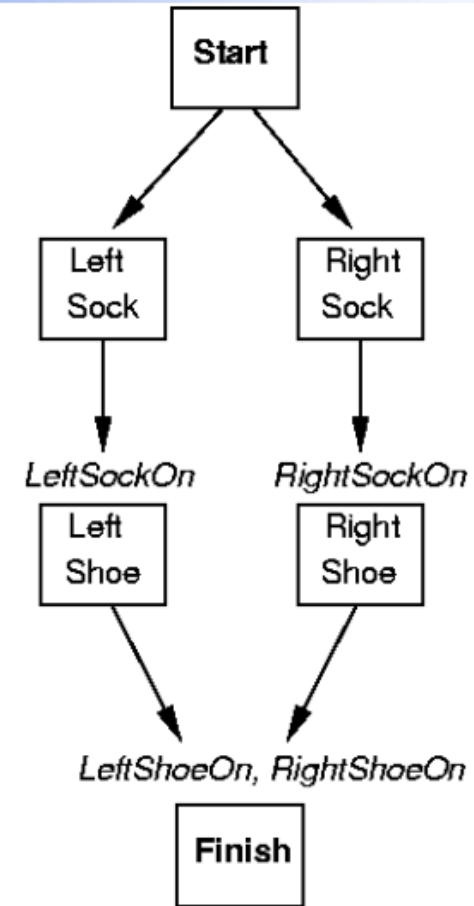 Start
Left
Sock
Right
Sock
LeftSockOn
RightSockOn
Left
Shoe
Right
Shoe
LeftShoeOn, RightShoeOn
Finish